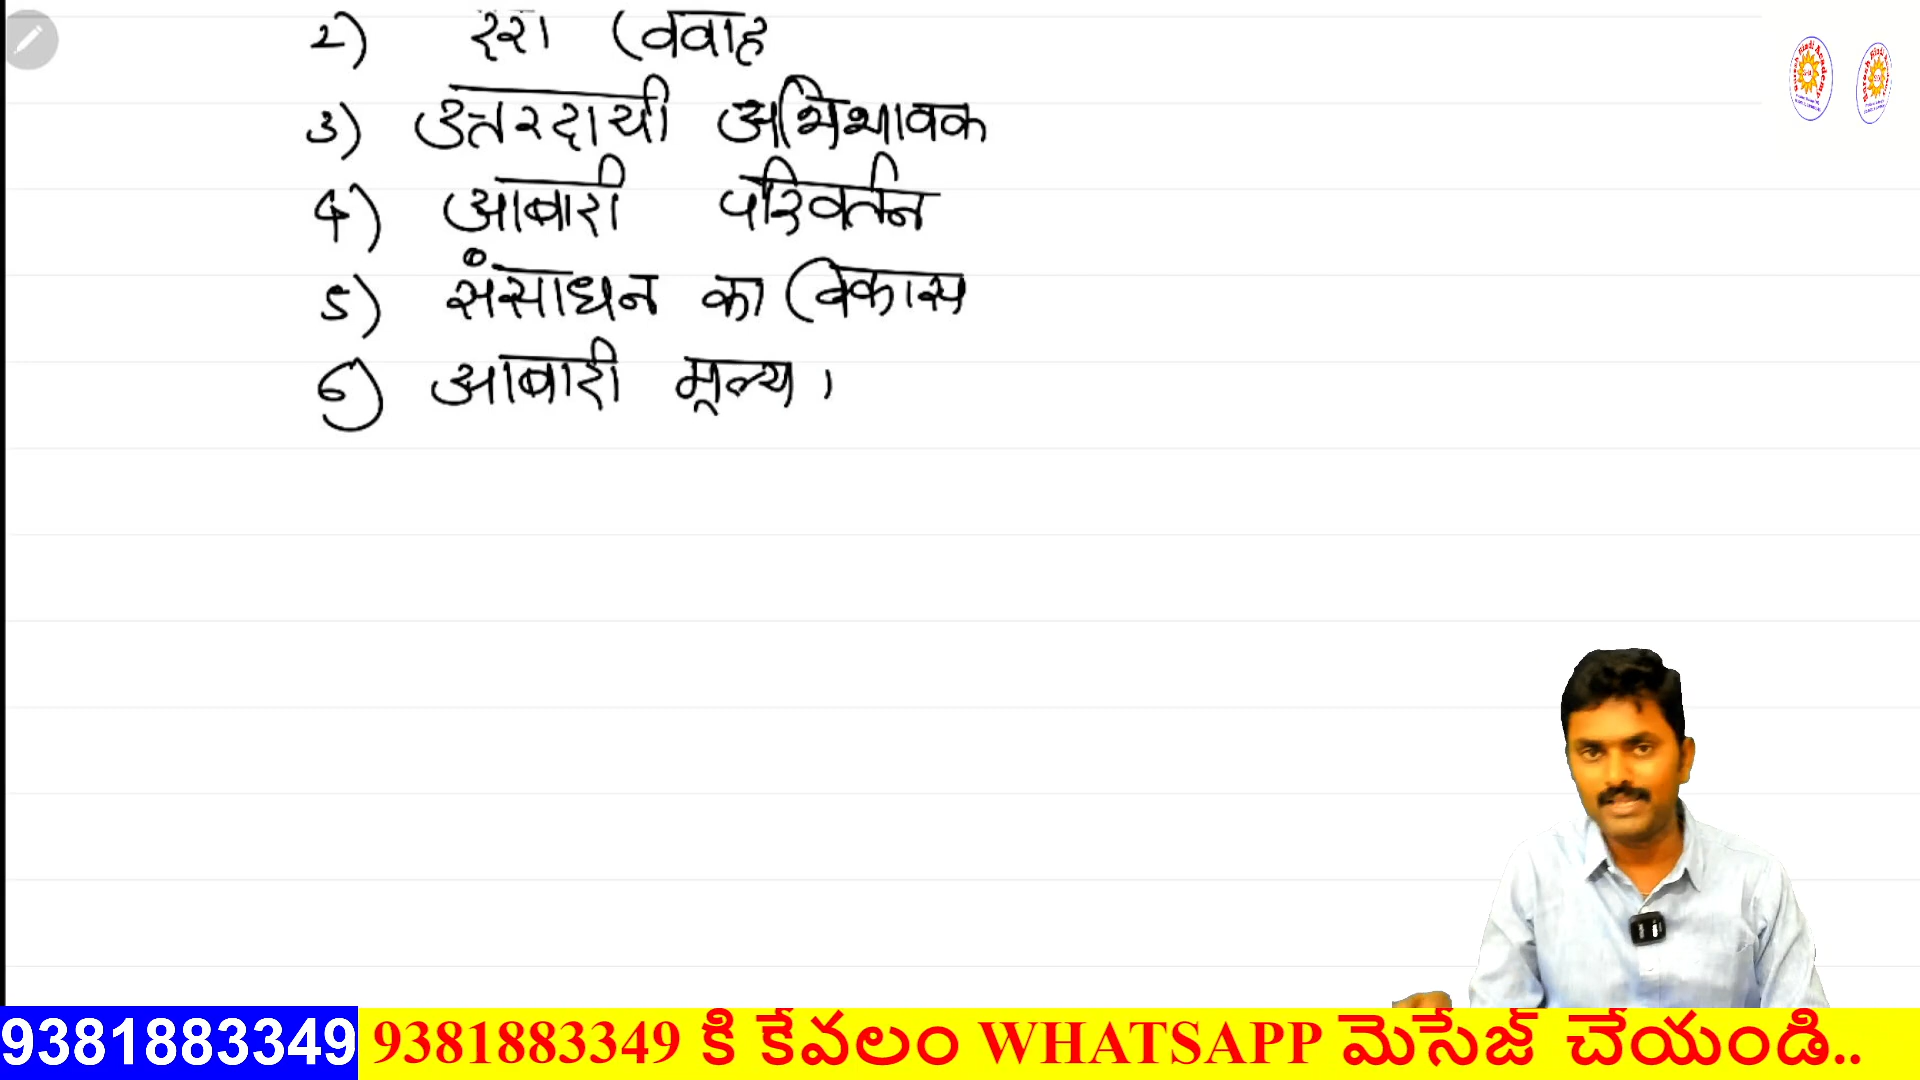 2) देरी विवाह
3) उत्तरदायी अभिभावक
4) आबादी परिवर्तन
5) संसाधन का विकास
6) आबादी मूल्य।
9381883349 9381883349 కి కేవలం WHATSAPP మెసేజ్ చేయండి..